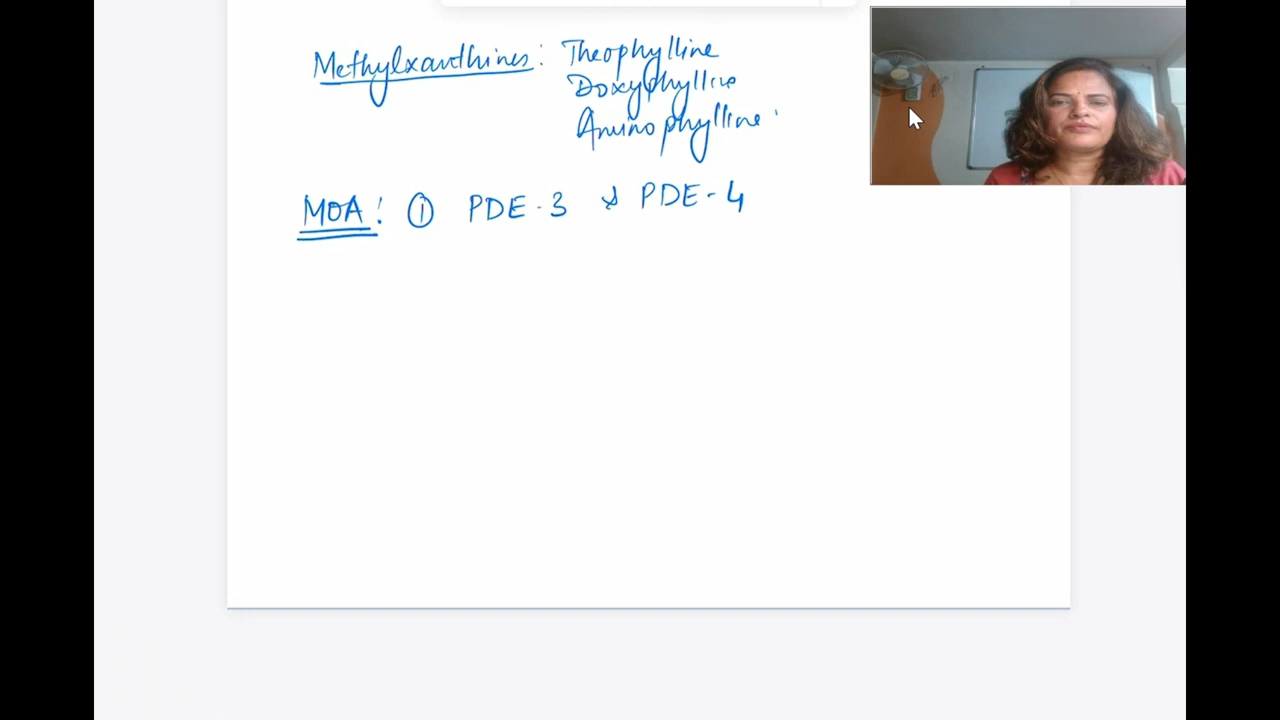 Methylxanthines: Theophylline
Doxyphylline
Aminophylline
MOA: ① PDE-3 & PDE-4